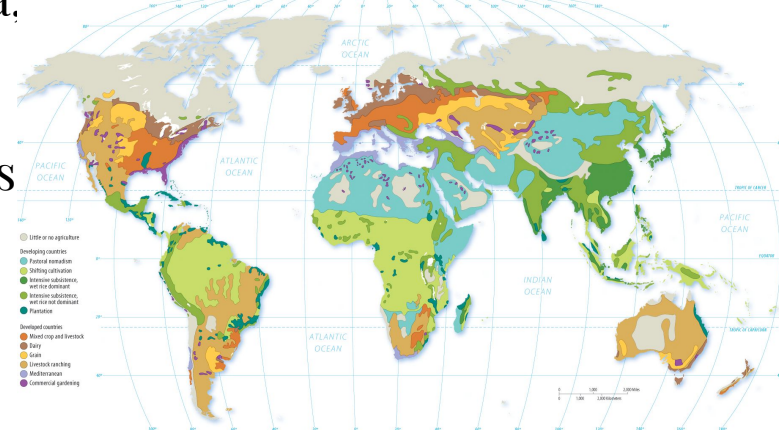 ARCTIC
OCEAN
PACIFIC
OCEAN
ATLANTIC
OCEAN
S
TROPIC OF CANCER
PACIFIC
OCEAN
EQUATOR
INDIAN
OCEAN
ATLANTIC
OCEAN
TROPIC OF CAPRICORN
Little or no agriculture
Developing countries
Pastoral nomadism
Shifting cultivation
Intensive subsistence,
wet rice dominant
Intensive subsistence,
wet rice not dominant
Plantation
Developed countries
Mixed crop and livestock
Dairy
Grain
Livestock ranching
Mediterranean
Commercial gardening